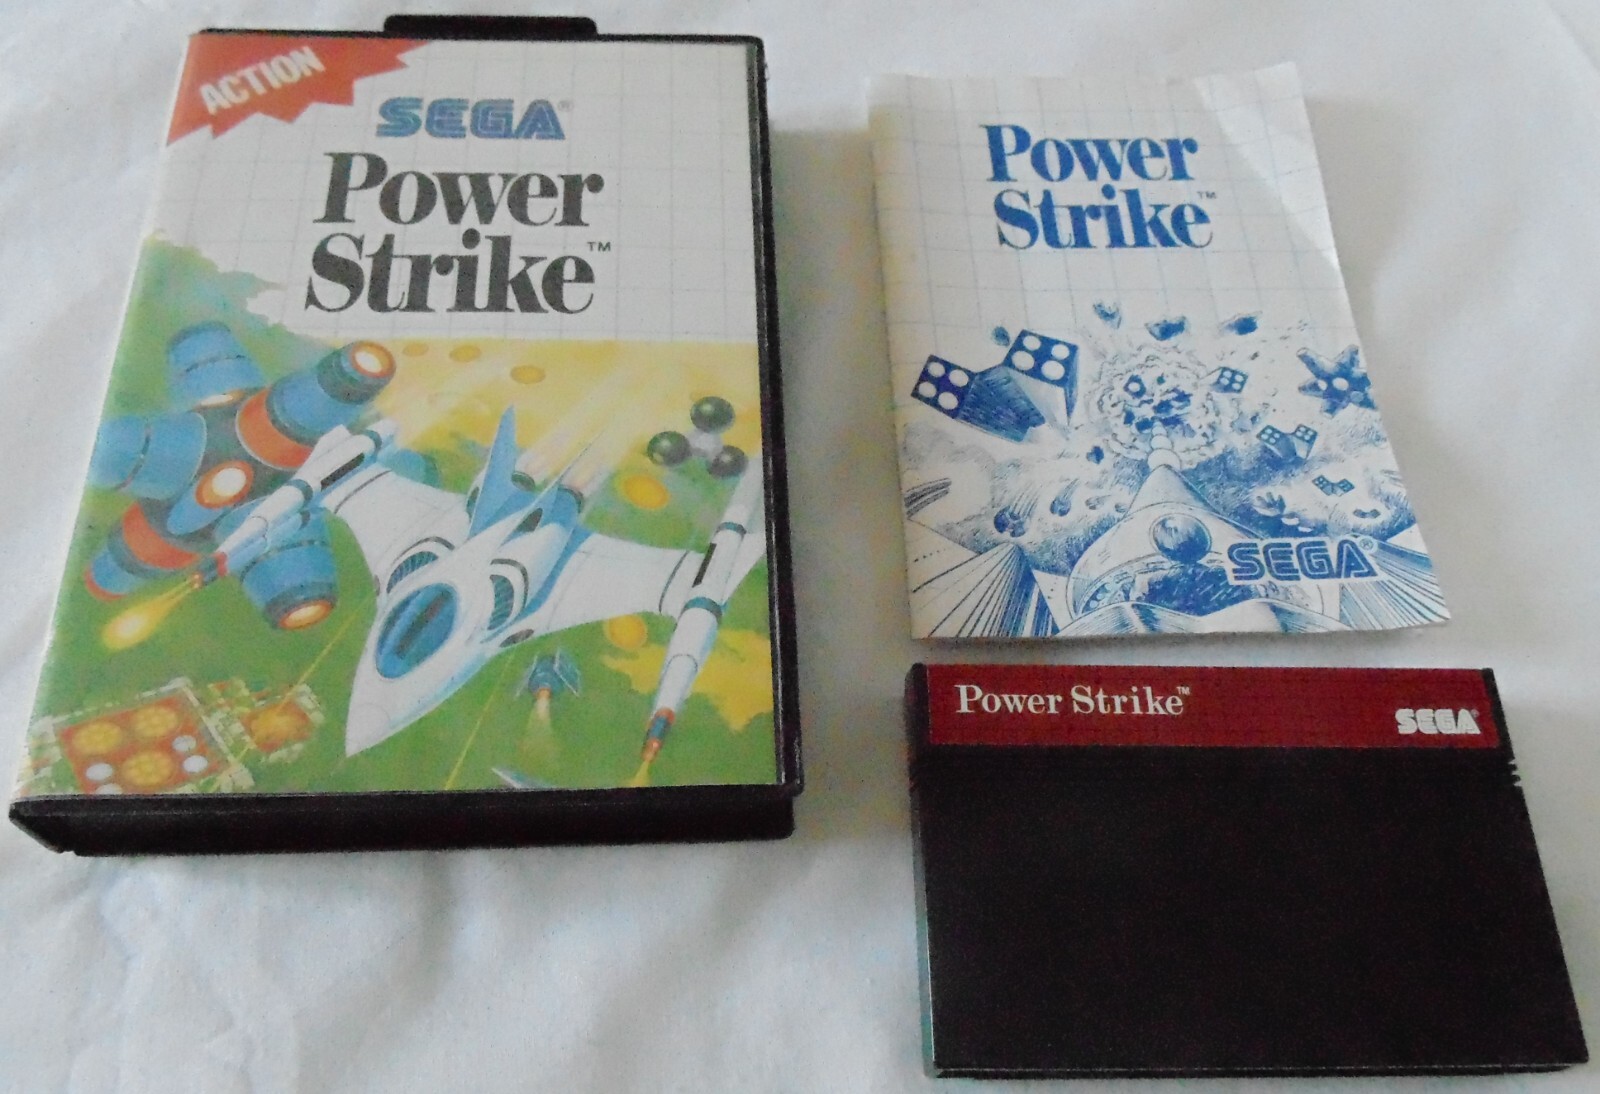 ACTION
SEGA®
Power
Strike™
Power
Strike™
SEGA®
Power Strike™
SEGA®